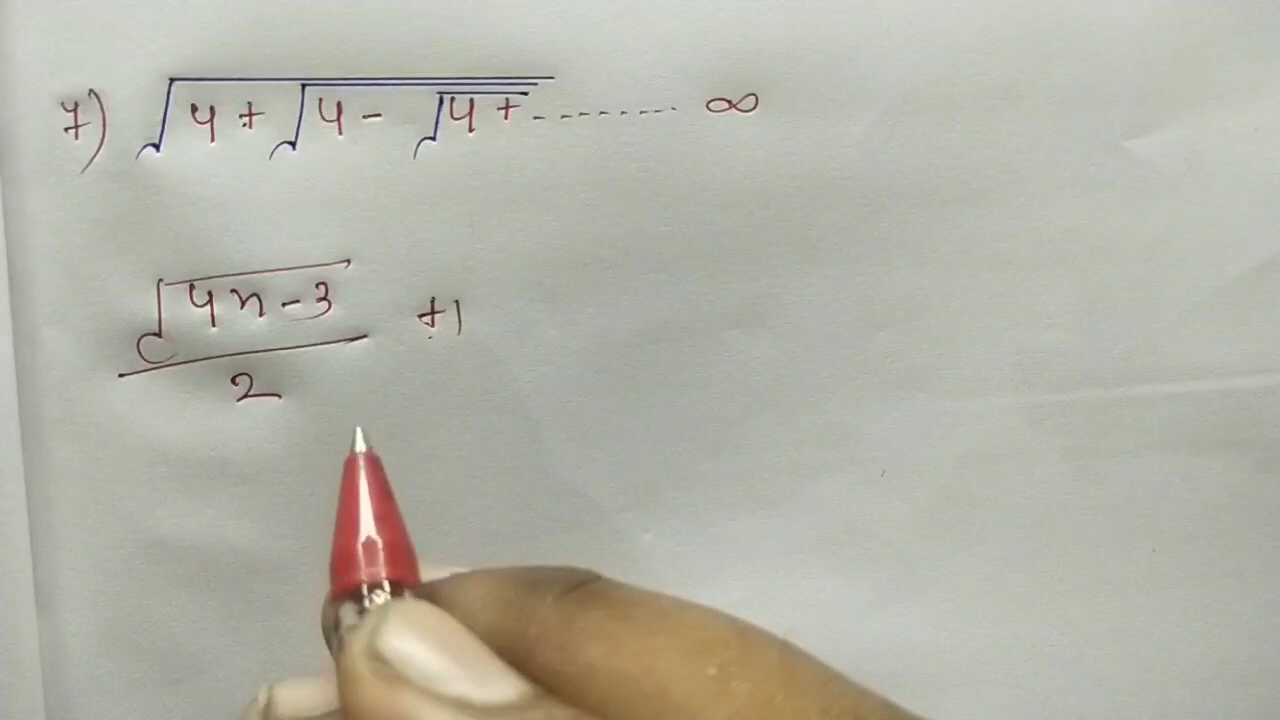 7) √4 + √4 - √4 + ........ ∞
√4n-3 / 2 +1